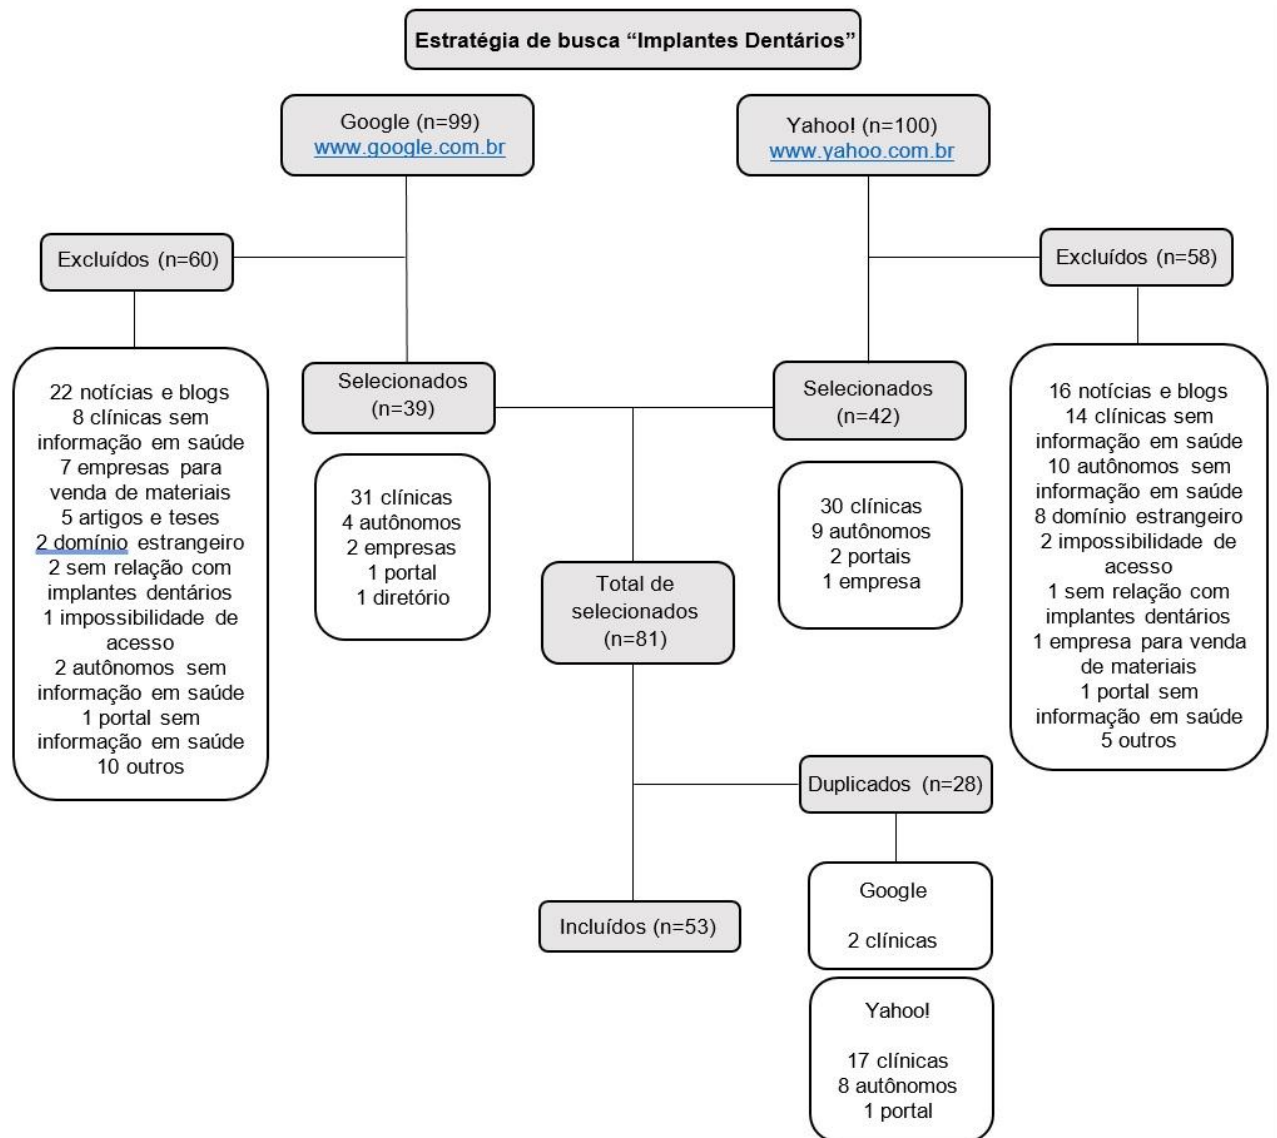 Estratégia de busca “Implantes Dentários”
Google (n=99)
www.google.com.br
Yahoo! (n=100)
www.yahoo.com.br
Excluídos (n=60)
Excluídos (n=58)
22 notícias e blogs
8 clínicas sem
informação em saúde
7 empresas para
venda de materiais
5 artigos e teses
2 domínio estrangeiro
2 sem relação com
implantes dentários
1 impossibilidade de
acesso
2 autônomos sem
informação em saúde
1 portal sem
informação em saúde
10 outros
Selecionados
(n=39)
31 clínicas
4 autônomos
2 empresas
1 portal
1 diretório
Selecionados
(n=42)
30 clínicas
9 autônomos
2 portais
1 empresa
16 notícias e blogs
14 clínicas sem
informação em saúde
10 autônomos sem
informação em saúde
8 domínio estrangeiro
2 impossibilidade de
acesso
1 sem relação com
implantes dentários
1 empresa para venda
de materiais
1 portal sem
informação em saúde
5 outros
Total de
selecionados
(n=81)
Duplicados (n=28)
Google
2 clínicas
Yahoo!
17 clínicas
8 autônomos
1 portal
Incluídos (n=53)